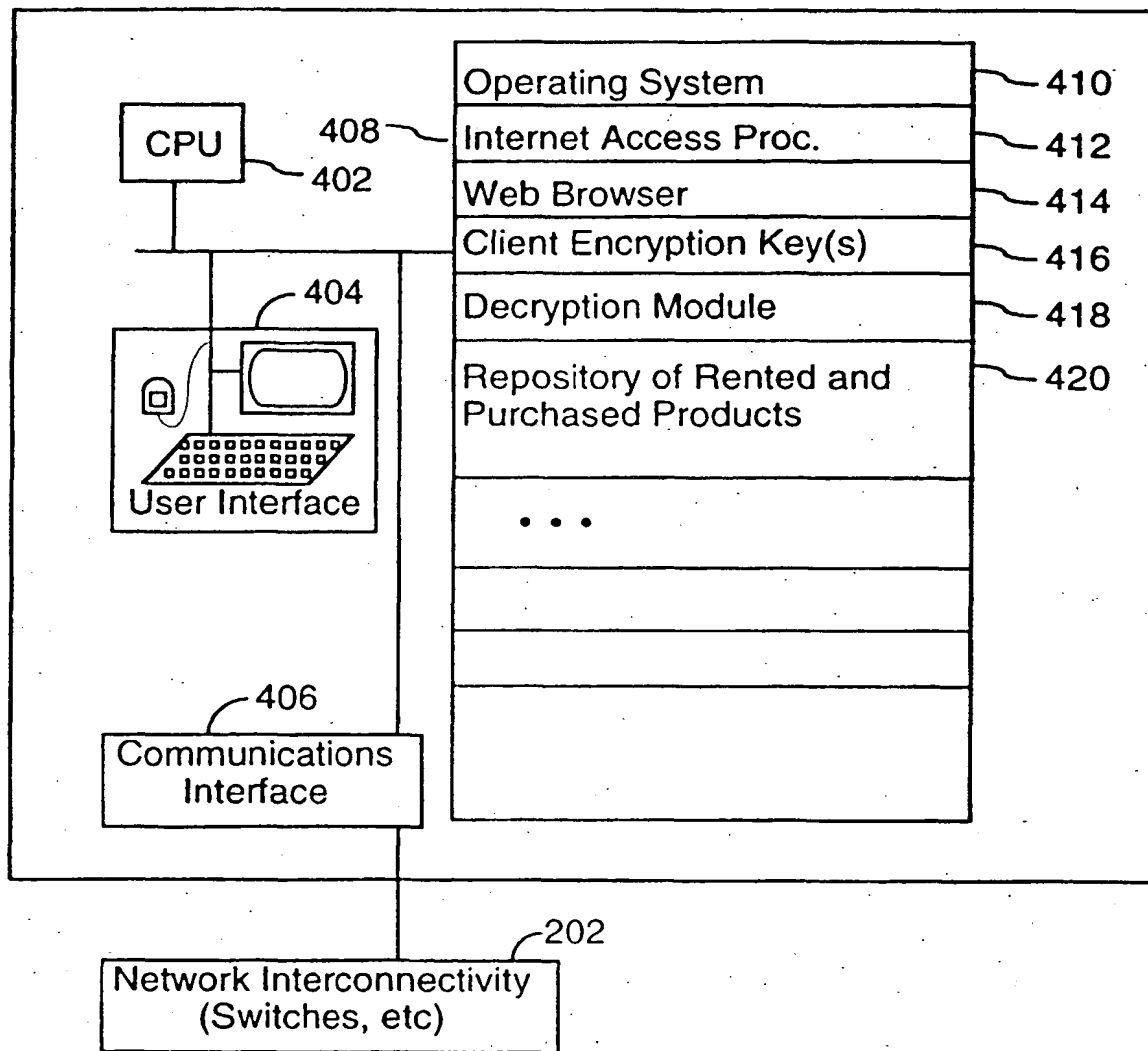 Operating System
410
CPU
402
408
Internet Access Proc.
412
Web Browser
414
Client Encryption Key(s)
416
404
Decryption Module
418
Repository of Rented and
Purchased Products
420
User Interface
• • •
406
Communications
Interface
202
Network Interconnectivity
(Switches, etc)